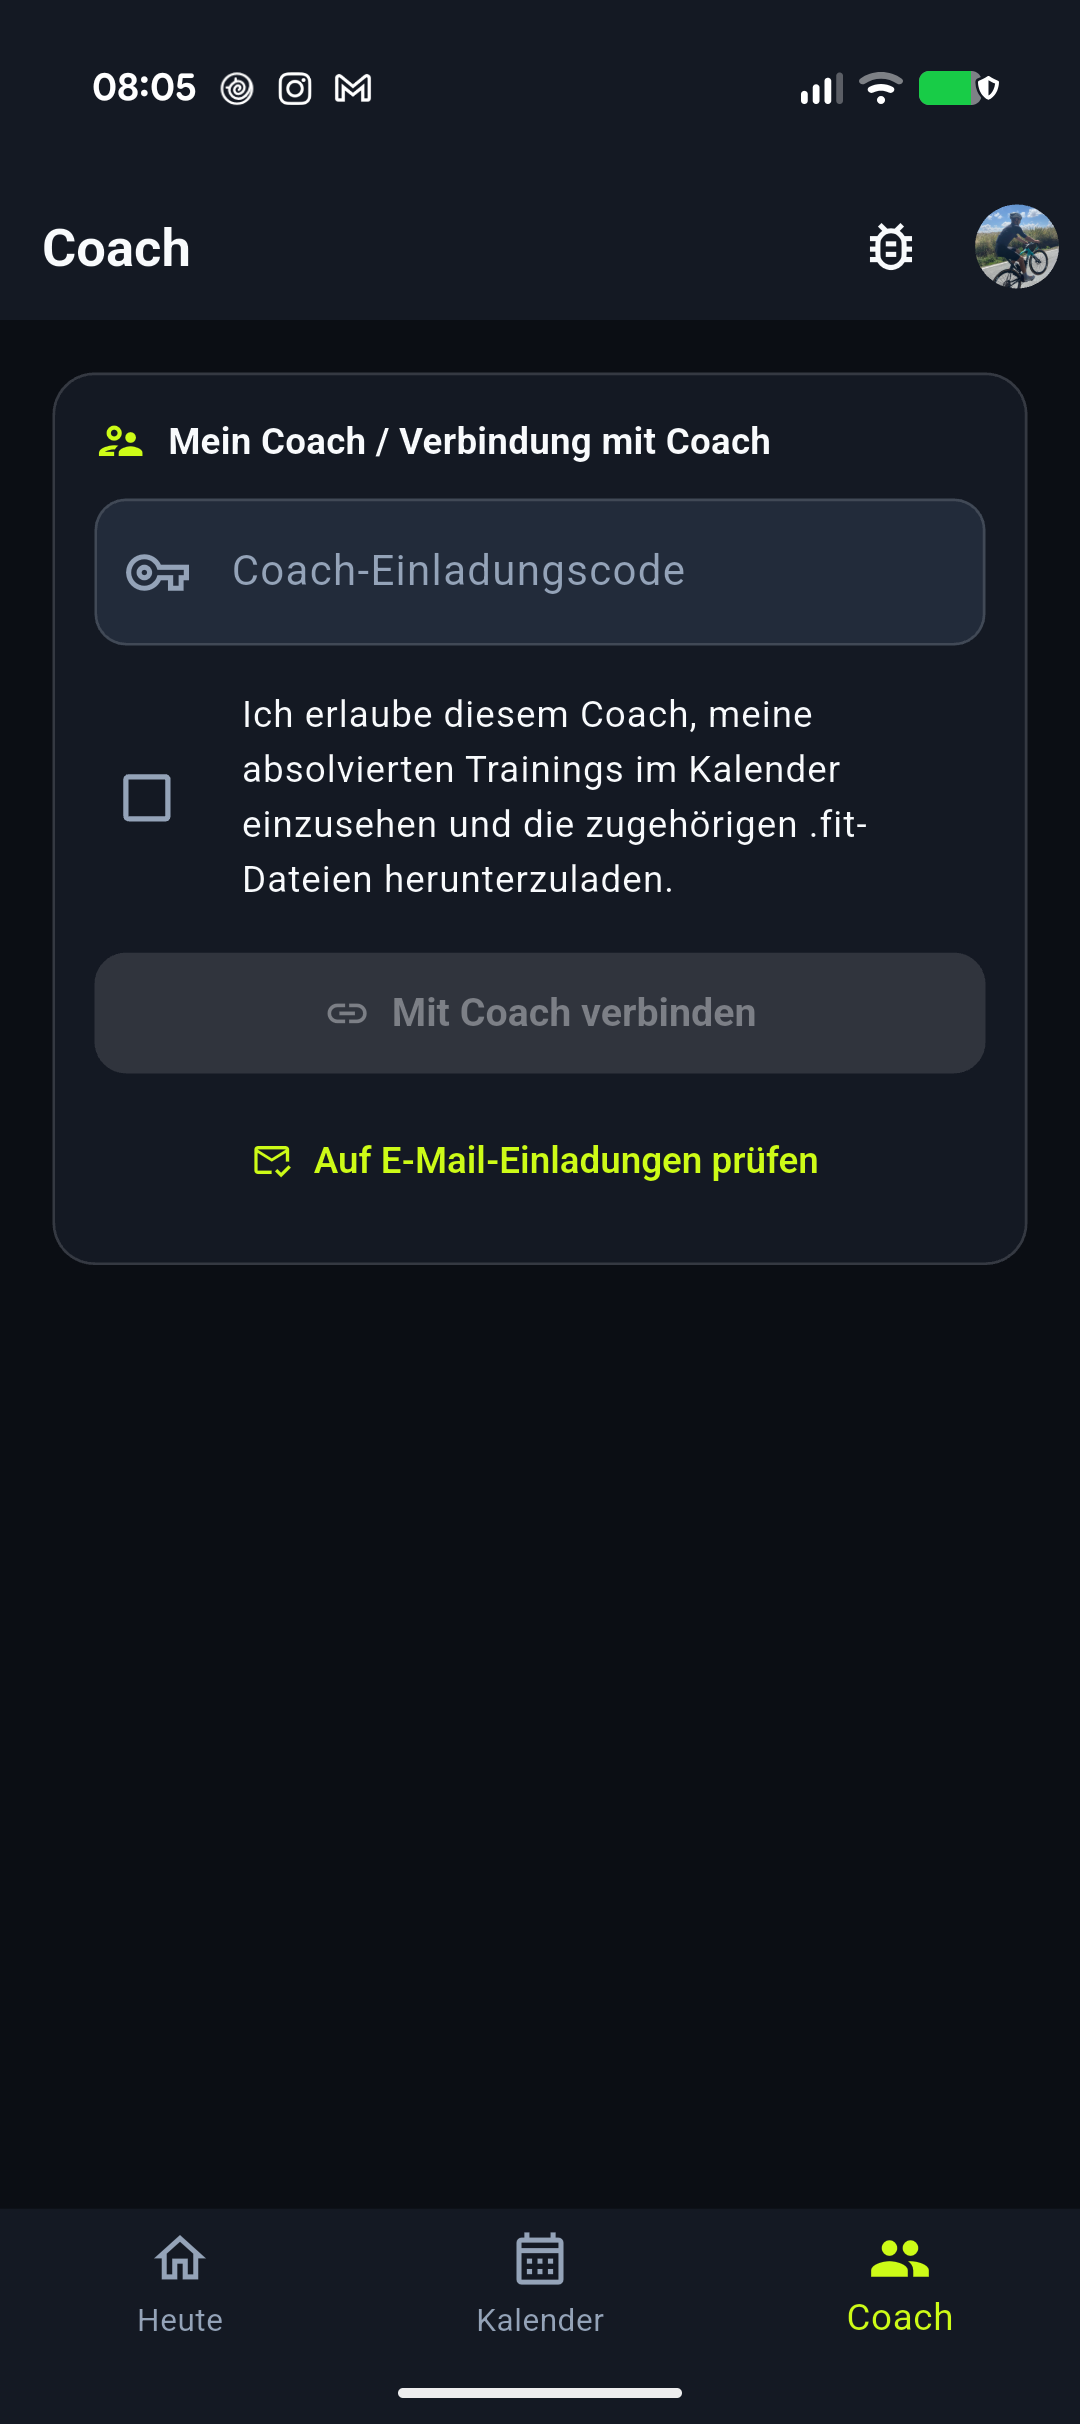 08:05
Coach
Mein Coach / Verbindung mit Coach
Coach-Einladungscode
Ich erlaube diesem Coach, meine
absolvierten Trainings im Kalender
einzusehen und die zugehörigen .fit-
Dateien herunterzuladen.
Mit Coach verbinden
Auf E-Mail-Einladungen prüfen
Heute
Kalender
Coach